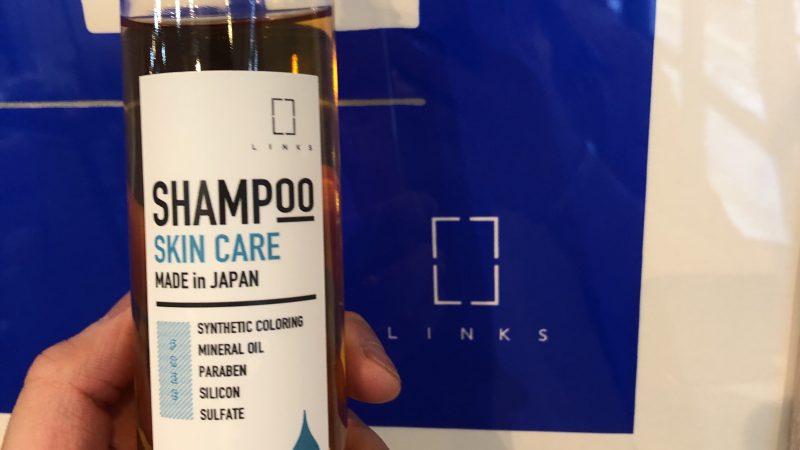 LINKS
SHAMPOO
SKIN CARE
MADE in JAPAN
SYNTHETIC COLORING
MINERAL OIL
PARABEN
SILICON
SULFATE
LINKS